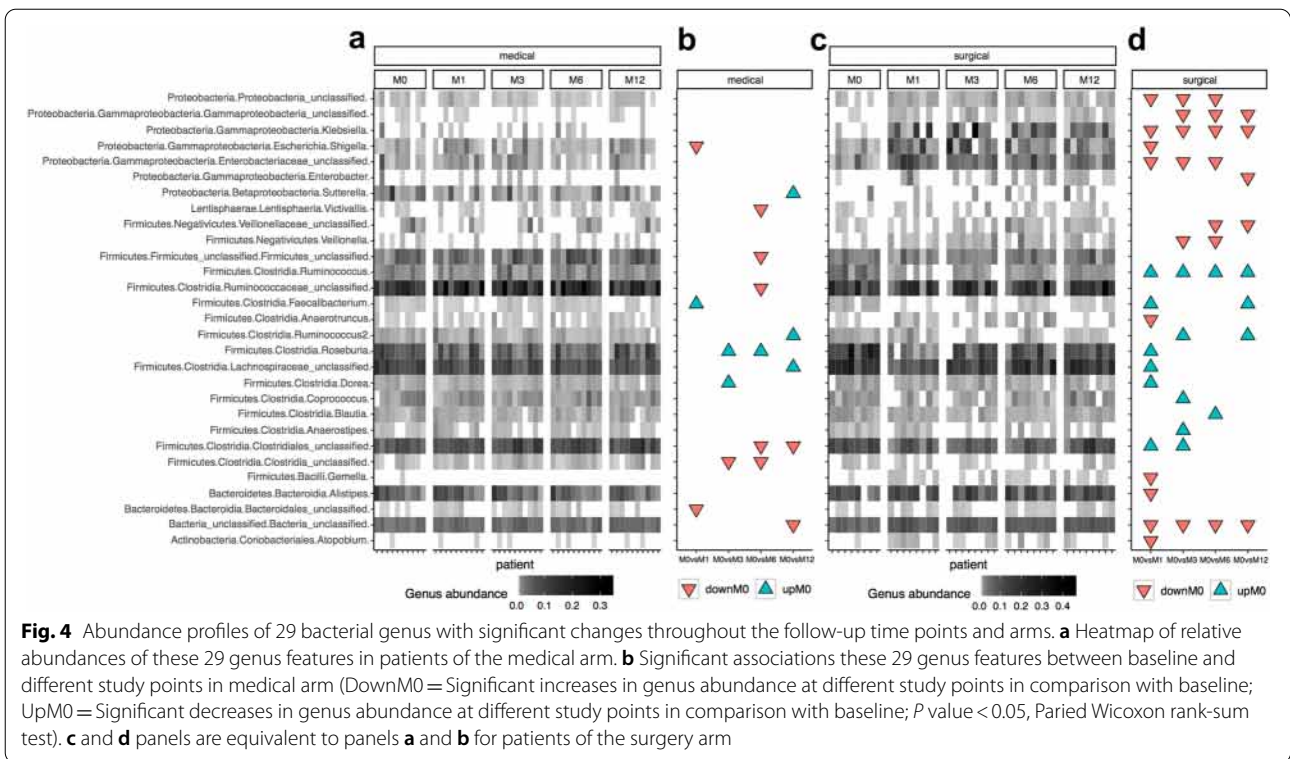 a b c d
medical medical surgical surgical
M0 M1 M3 M6 M12 M0 M1 M3 M6 M12
Proteobacteria.Proteobacteria_unclassified.
Proteobacteria.Gammaproteobacteria.Gammaproteobacteria_unclassified.
Proteobacteria.Gammaproteobacteria.Klebsiella.
Proteobacteria.Gammaproteobacteria.Escherichia.Shigella.
Proteobacteria.Gammaproteobacteria.Enterobacteriaceae_unclassified.
Proteobacteria.Gammaproteobacteria.Enterobacter.
Proteobacteria.Betaproteobacteria.Sutterella.
Lentisphaerae.Lentisphaeria.Victivallis.
Firmicutes.Negativicutes.Veillonellaceae_unclassified.
Firmicutes.Negativicutes.Veillonella.
Firmicutes.Firmicutes_unclassified.Firmicutes_unclassified.
Firmicutes.Clostridia.Ruminococcus.
Firmicutes.Clostridia.Ruminococcaceae_unclassified.
Firmicutes.Clostridia.Faecalibacterium.
Firmicutes.Clostridia.Anaerotruncus.
Firmicutes.Clostridia.Ruminococcus2.
Firmicutes.Clostridia.Roseburia.
Firmicutes.Clostridia.Lachnospiraceae_unclassified.
Firmicutes.Clostridia.Dorea.
Firmicutes.Clostridia.Coprococcus.
Firmicutes.Clostridia.Blautia.
Firmicutes.Clostridia.Anaerostipes.
Firmicutes.Clostridia.Clostridiales_unclassified.
Firmicutes.Clostridia.Clostridia_unclassified.
Firmicutes.Bacilli.Gemella.
Bacteroidetes.Bacteroidia.Alistipes.
Bacteroidetes.Bacteroidia.Bacteroidales_unclassified.
Bacteria_unclassified.Bacteria_unclassified.
Actinobacteria.Coriobacteriales.Atopobium.
M0vsM1 M0vsM3 M0vsM6 M0vsM12 M0vsM1 M0vsM3 M0vsM6 M0vsM12
patient patient
Genus abundance downM0 upM0 Genus abundance downM0 upM0
0.0 0.1 0.2 0.3 0.0 0.1 0.2 0.3 0.4
Fig. 4 Abundance profiles of 29 bacterial genus with significant changes throughout the follow-up time points and arms. a Heatmap of relative
abundances of these 29 genus features in patients of the medical arm. b Significant associations these 29 genus features between baseline and
different study points in medical arm (DownM0 = Significant increases in genus abundance at different study points in comparison with baseline;
UpM0 = Significant decreases in genus abundance at different study points in comparison with baseline; P value < 0.05, Paried Wicoxon rank-sum
test). c and d panels are equivalent to panels a and b for patients of the surgery arm